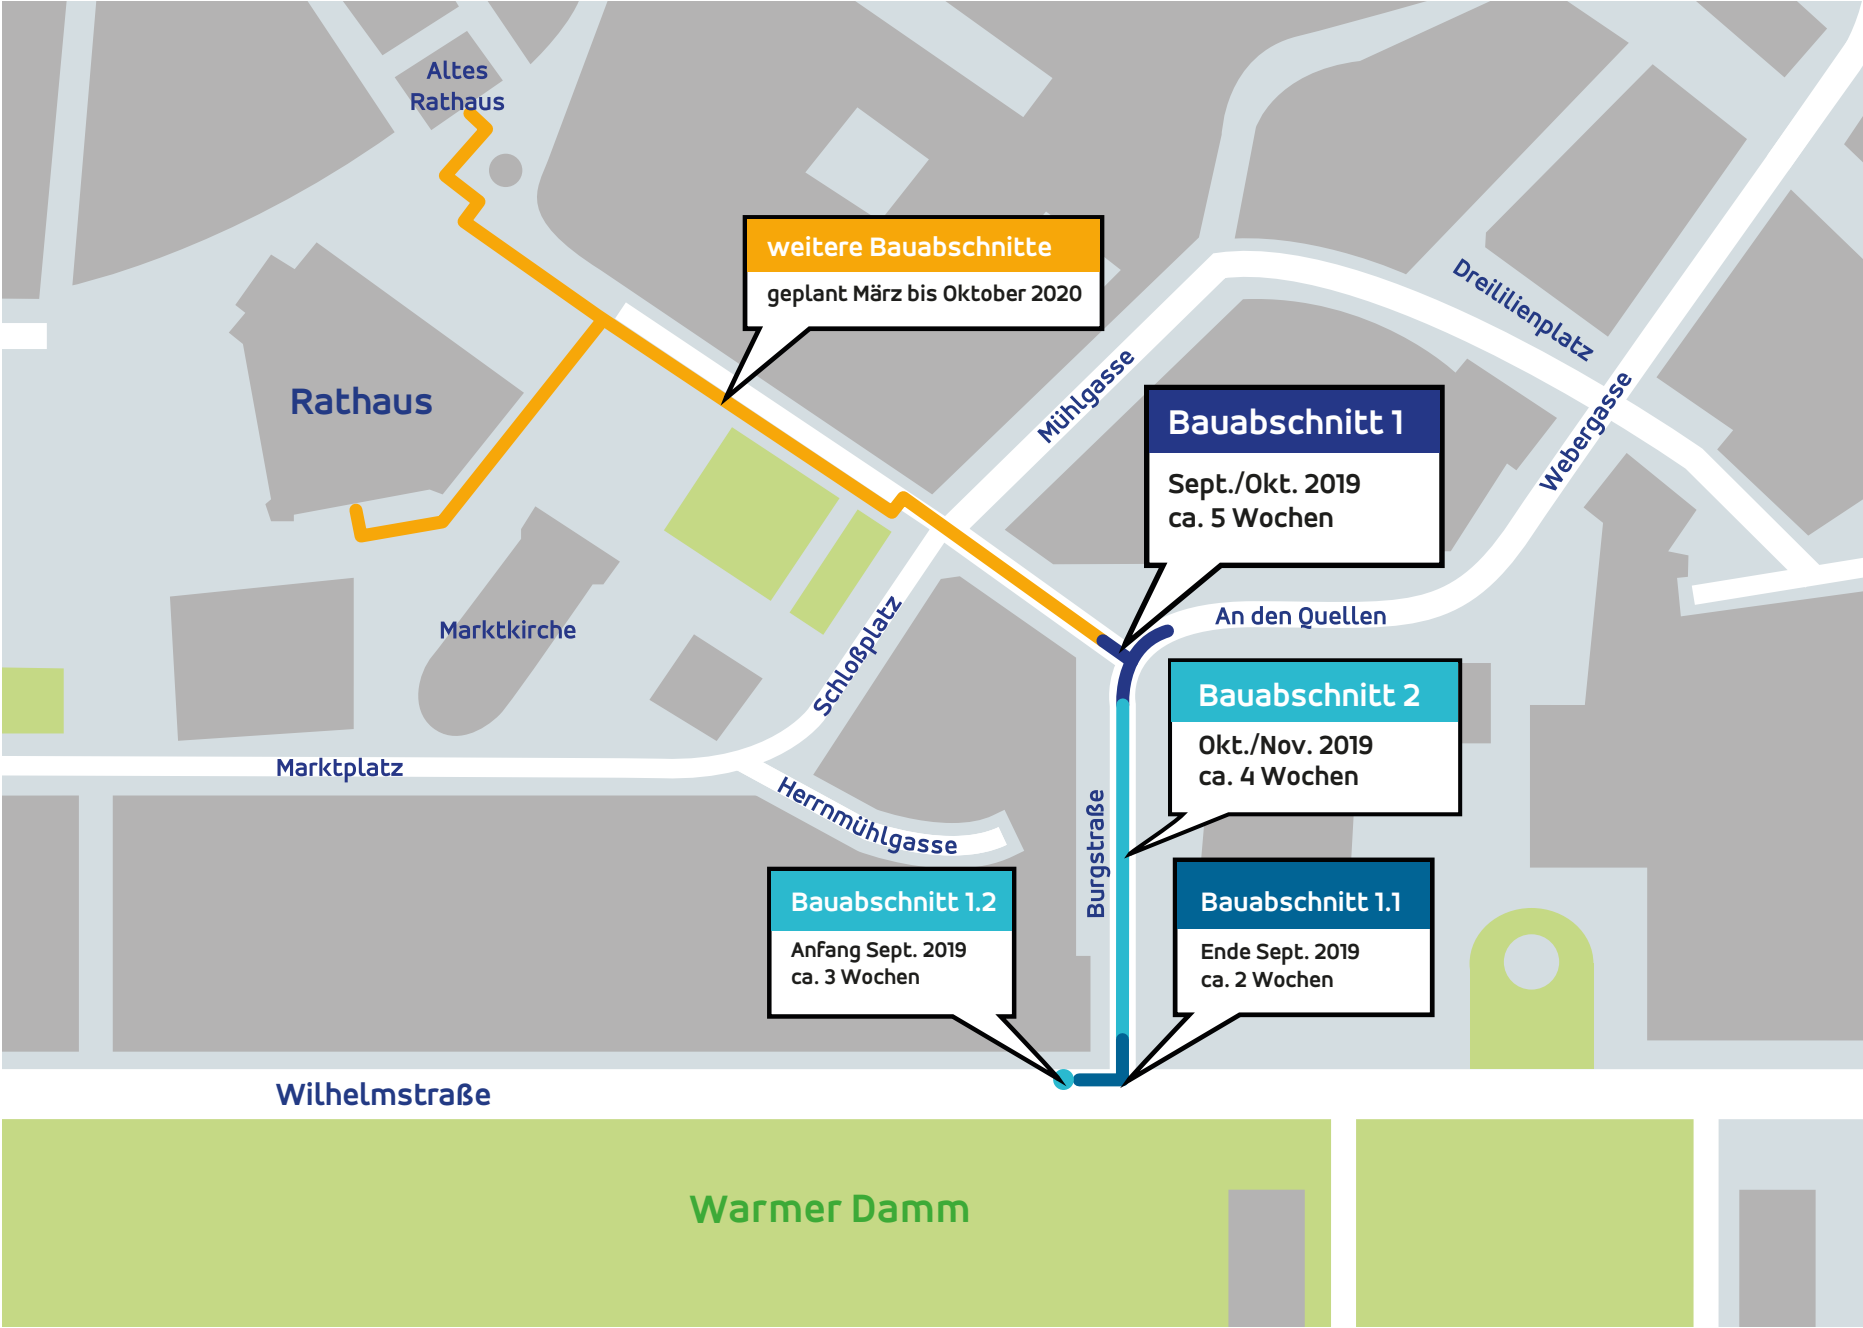 Altes
Rathaus
weitere Bauabschnitte
geplant März bis Oktober 2020
Dreililienplatz
Mühlgasse
Webergasse
Rathaus
Bauabschnitt 1
Sept./Okt. 2019
ca. 5 Wochen
An den Quellen
Marktkirche
Schloßplatz
Bauabschnitt 2
Okt./Nov. 2019
ca. 4 Wochen
Marktplatz
Herrnmühlgasse
Burgstraße
Bauabschnitt 1.2
Anfang Sept. 2019
ca. 3 Wochen
Bauabschnitt 1.1
Ende Sept. 2019
ca. 2 Wochen
Wilhelmstraße
Warmer Damm